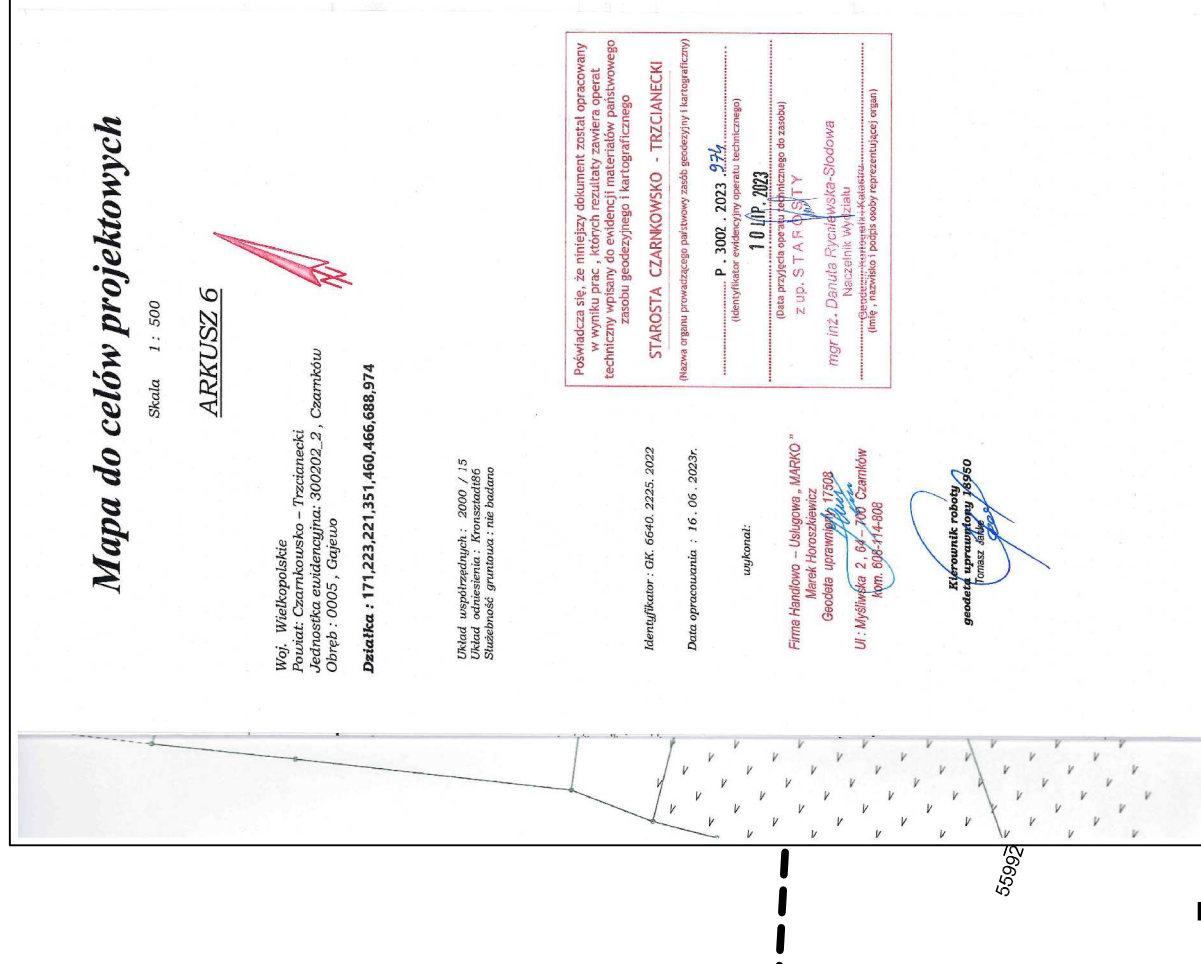 Mapa do celów projektowych
Skala 1 : 500
ARKUSZ 6
Woj. Wielkopolskie
Powiat: Czarnkowsko – Trzcianecki
Jednostka ewidencyjna: 300202_2 , Czarnków
Obręb : 0005 , Gajewo
Działka : 171,223,221,351,460,466,688,974
Układ współrzędnych : 2000 / 15
Układ odniesienia : Kronsztadt86
Służebność gruntowa : nie badano
Identyfikator : GK. 6640. 2225. 2022
Data opracowania : 16 . 06 . 2023r.
wykonał:
Firma Handlowo – Usługowa „ MARKO ”
Marek Horoszkiewicz
Geodeta uprawniony 17508
Ul : Myśliwska 2 , 64 – 700 Czarnków
kom. 608-114-808
Kierownik roboty
geodeta uprawniony 18950
Tomasz
Poświadcza się, że niniejszy dokument został opracowany
w wyniku prac , których rezultaty zawiera operat
techniczny wpisany do ewidencji materiałów państwowego
zasobu geodezyjnego i kartograficznego
STAROSTA CZARNKOWSKO - TRZCIANECKI
(Nazwa organu prowadzącego państwowy zasób geodezyjny i kartograficzny)
P . 3002 . 2023 . 974
(Identyfikator ewidencyjny operatu technicznego)
10 LIP. 2023
(Data przyjęcia operatu technicznego do zasobu)
z up. STAROSTY
mgr inż. Danuta Rycnlewska-Słodowa
Naczelnik Wydziału
Geodezji, Kartografii i Katastru
(Imię , nazwisko i podpis osoby reprezentującej organ)
55992